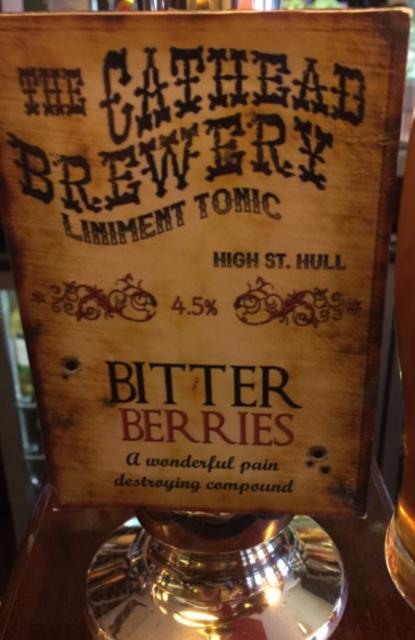 THE CATHEAD
BREWERY
LINIMENT TONIC
HIGH ST. HULL
4.5%
BITTER
BERRIES
A wonderful pain
destroying compound